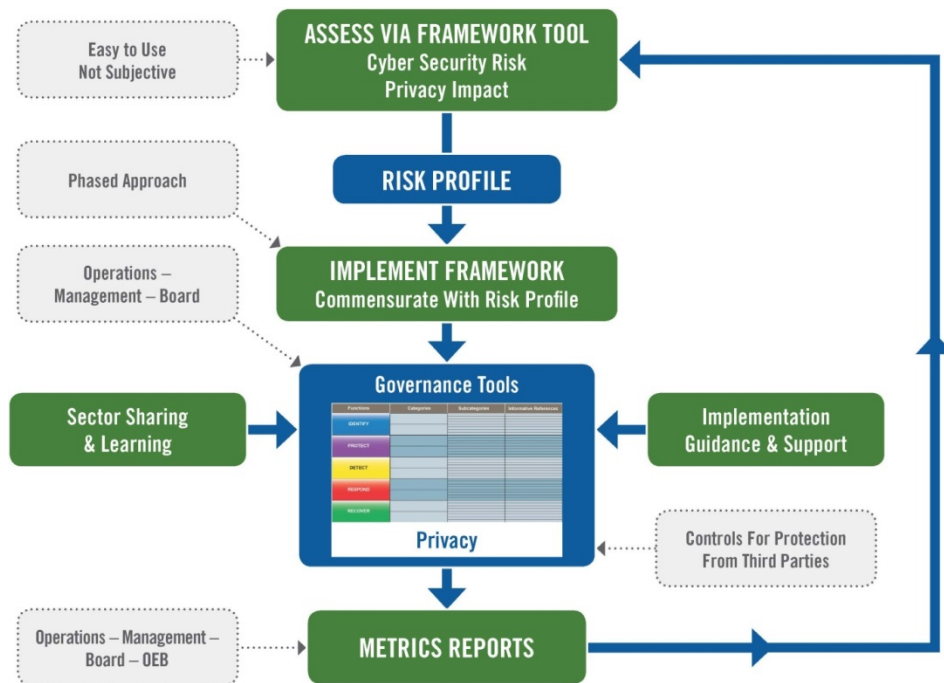 ASSESS VIA FRAMEWORK TOOL
Cyber Security Risk
Privacy Impact
Easy to Use
Not Subjective
RISK PROFILE
Phased Approach
IMPLEMENT FRAMEWORK
Commensurate With Risk Profile
Operations –
Management – Board
Governance Tools
Functions Categories Subcategories Informative References
IDENTIFY
PROTECT
DETECT
RESPOND
RECOVER
Privacy
Sector Sharing
& Learning
Implementation
Guidance & Support
Controls For Protection
From Third Parties
Operations – Management –
Board – OEB
METRICS REPORTS